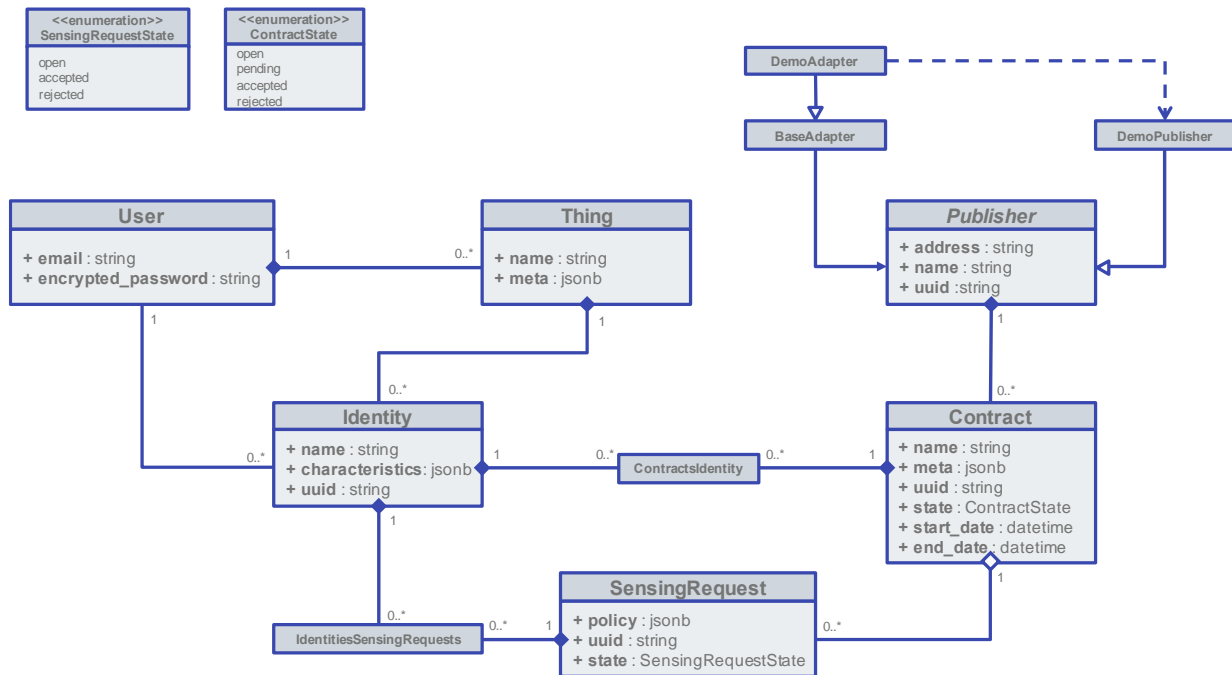 <<enumeration>>
SensingRequestState
open
accepted
rejected
<<enumeration>>
ContractState
open
pending
accepted
rejected
DemoAdapter
BaseAdapter
DemoPublisher
User
+ email : string
+ encrypted_password : string
1
0..*
Thing
+ name : string
+ meta : jsonb
Publisher
+ address : string
+ name : string
+ uuid :string
1
1
1
0..*
0..*
Identity
+ name : string
+ characteristics: jsonb
+ uuid : string
0..*
1
0..*
ContractsIdentity
0..*
1
Contract
+ name : string
+ meta : jsonb
+ uuid : string
+ state : ContractState
+ start_date : datetime
+ end_date : datetime
1
1
0..*
IdentitiesSensingRequests
0..*
1
SensingRequest
+ policy : jsonb
+ uuid : string
+ state : SensingRequestState
0..*